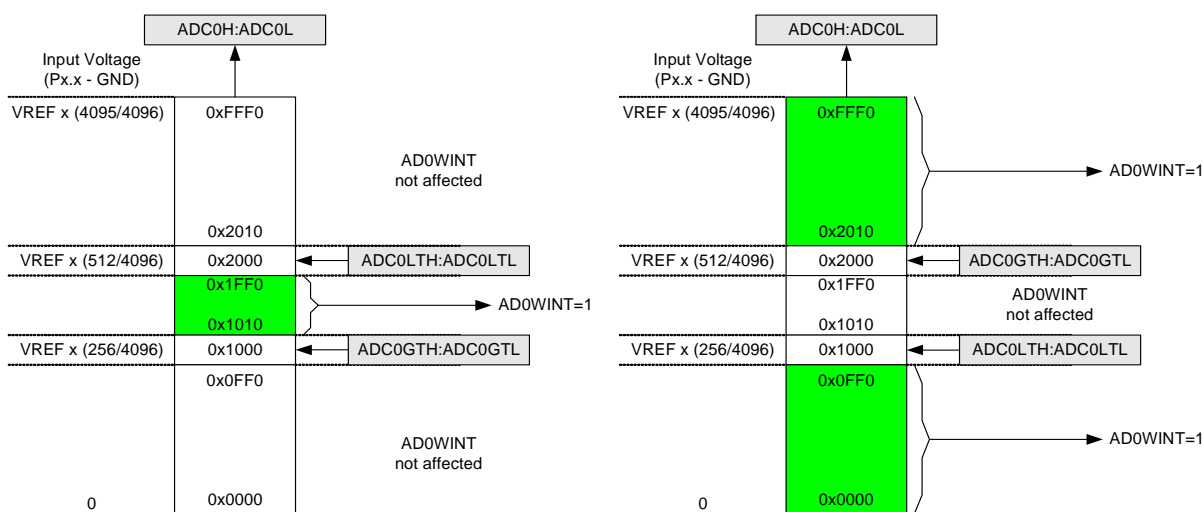 ADC0H:ADC0L
Input Voltage
(Px.x - GND)
VREF x (4095/4096)
0xFFF0
AD0WINT
not affected
0x2010
VREF x (512/4096)
0x2000
ADC0LTH:ADC0LTL
0x1FF0
AD0WINT=1
0x1010
VREF x (256/4096)
0x1000
ADC0GTH:ADC0GTL
0x0FF0
AD0WINT
not affected
0
0x0000
ADC0H:ADC0L
Input Voltage
(Px.x - GND)
VREF x (4095/4096)
0xFFF0
AD0WINT=1
0x2010
VREF x (512/4096)
0x2000
ADC0GTH:ADC0GTL
0x1FF0
AD0WINT
not affected
0x1010
VREF x (256/4096)
0x1000
ADC0LTH:ADC0LTL
0x0FF0
AD0WINT=1
0
0x0000